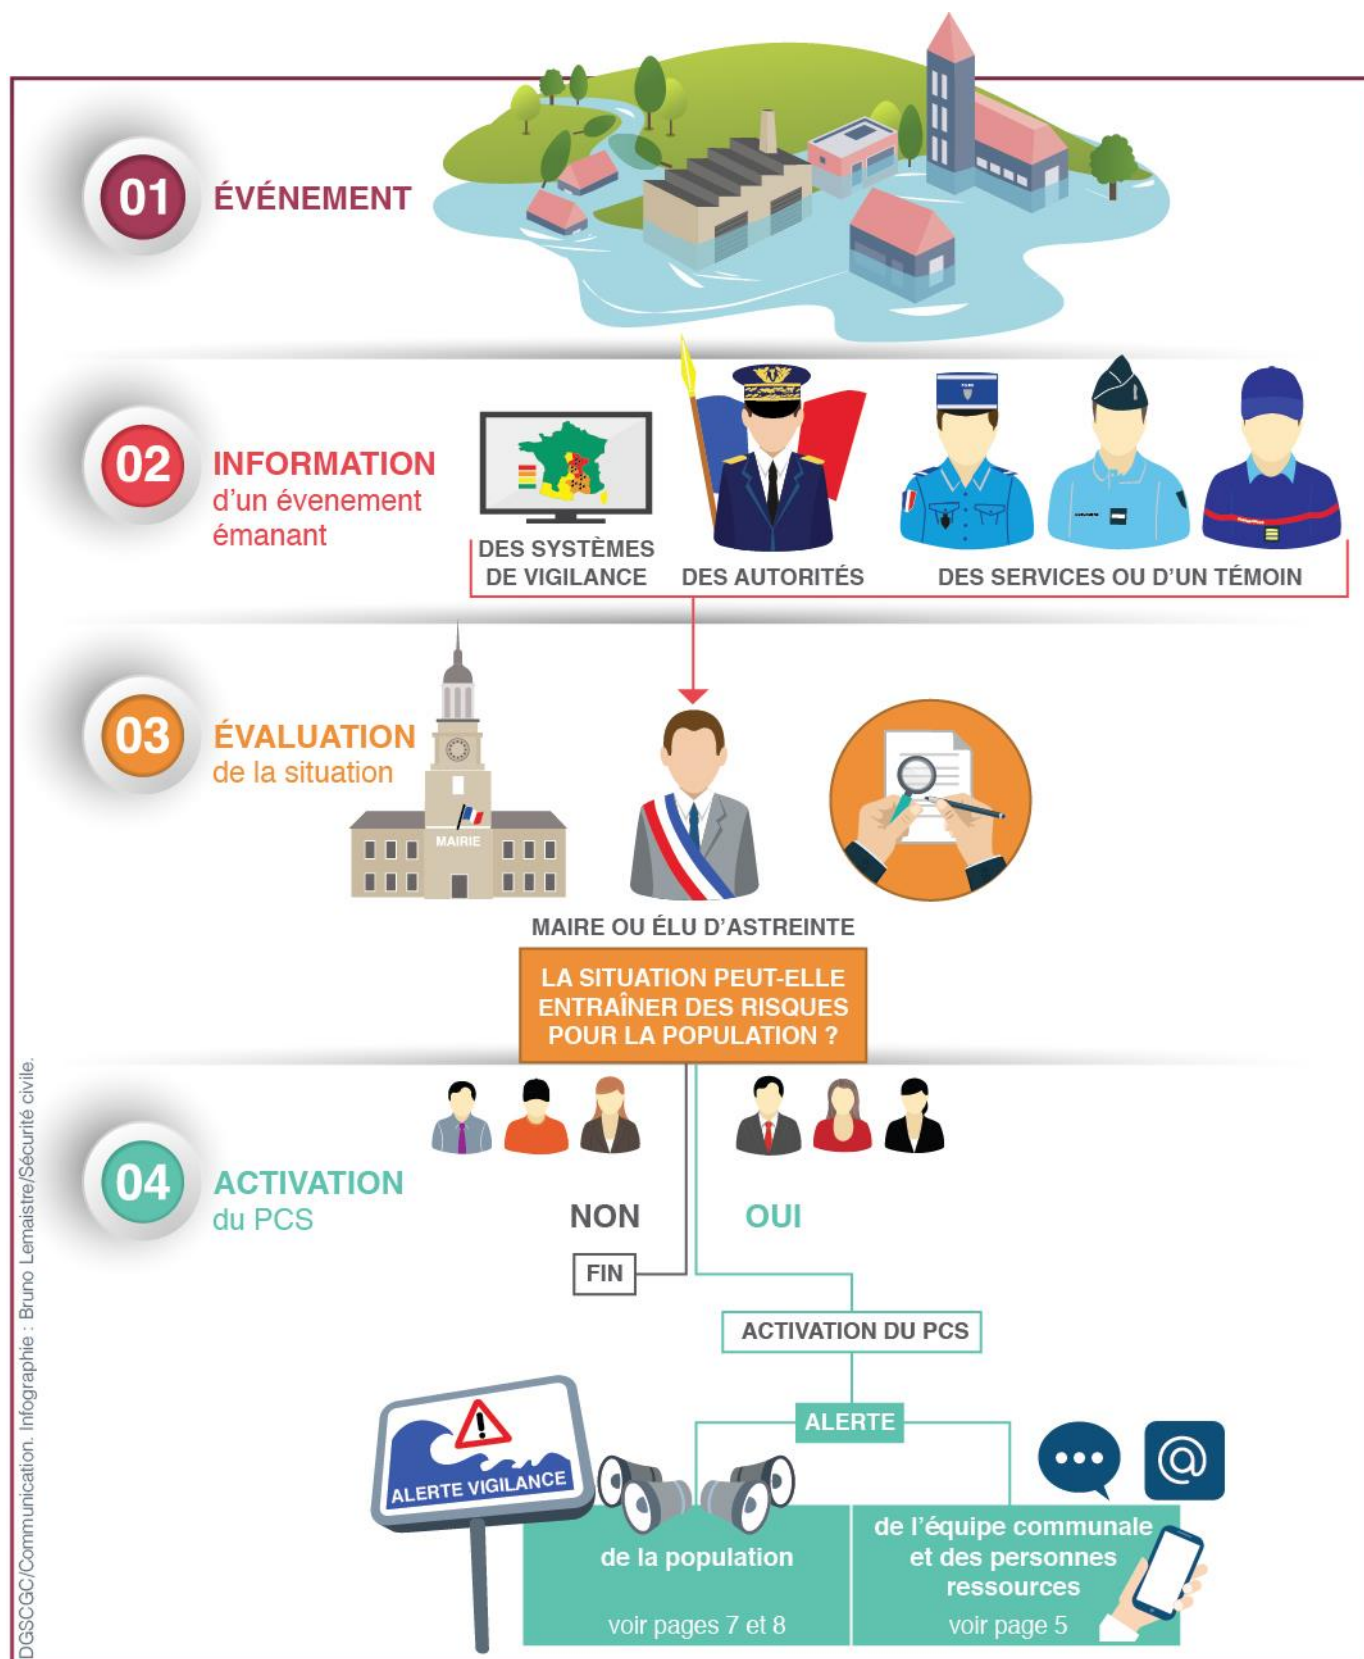 01
ÉVÉNEMENT
02
INFORMATION
d'un évenement
émanant
DES SYSTÈMES
DE VIGILANCE
DES AUTORITÉS
DES SERVICES OU D'UN TÉMOIN
03
ÉVALUATION
de la situation
MAIRIE
MAIRE OU ÉLU D'ASTREINTE
LA SITUATION PEUT-ELLE
ENTRAÎNER DES RISQUES
POUR LA POPULATION ?
04
ACTIVATION
du PCS
NON
OUI
FIN
ACTIVATION DU PCS
ALERTE
ALERTE VIGILANCE
de la population
voir pages 7 et 8
de l'équipe communale
et des personnes
ressources
voir page 5
@
DGSCGC/Communication. Infographie : Bruno Lemaistre/Sécurité civile.